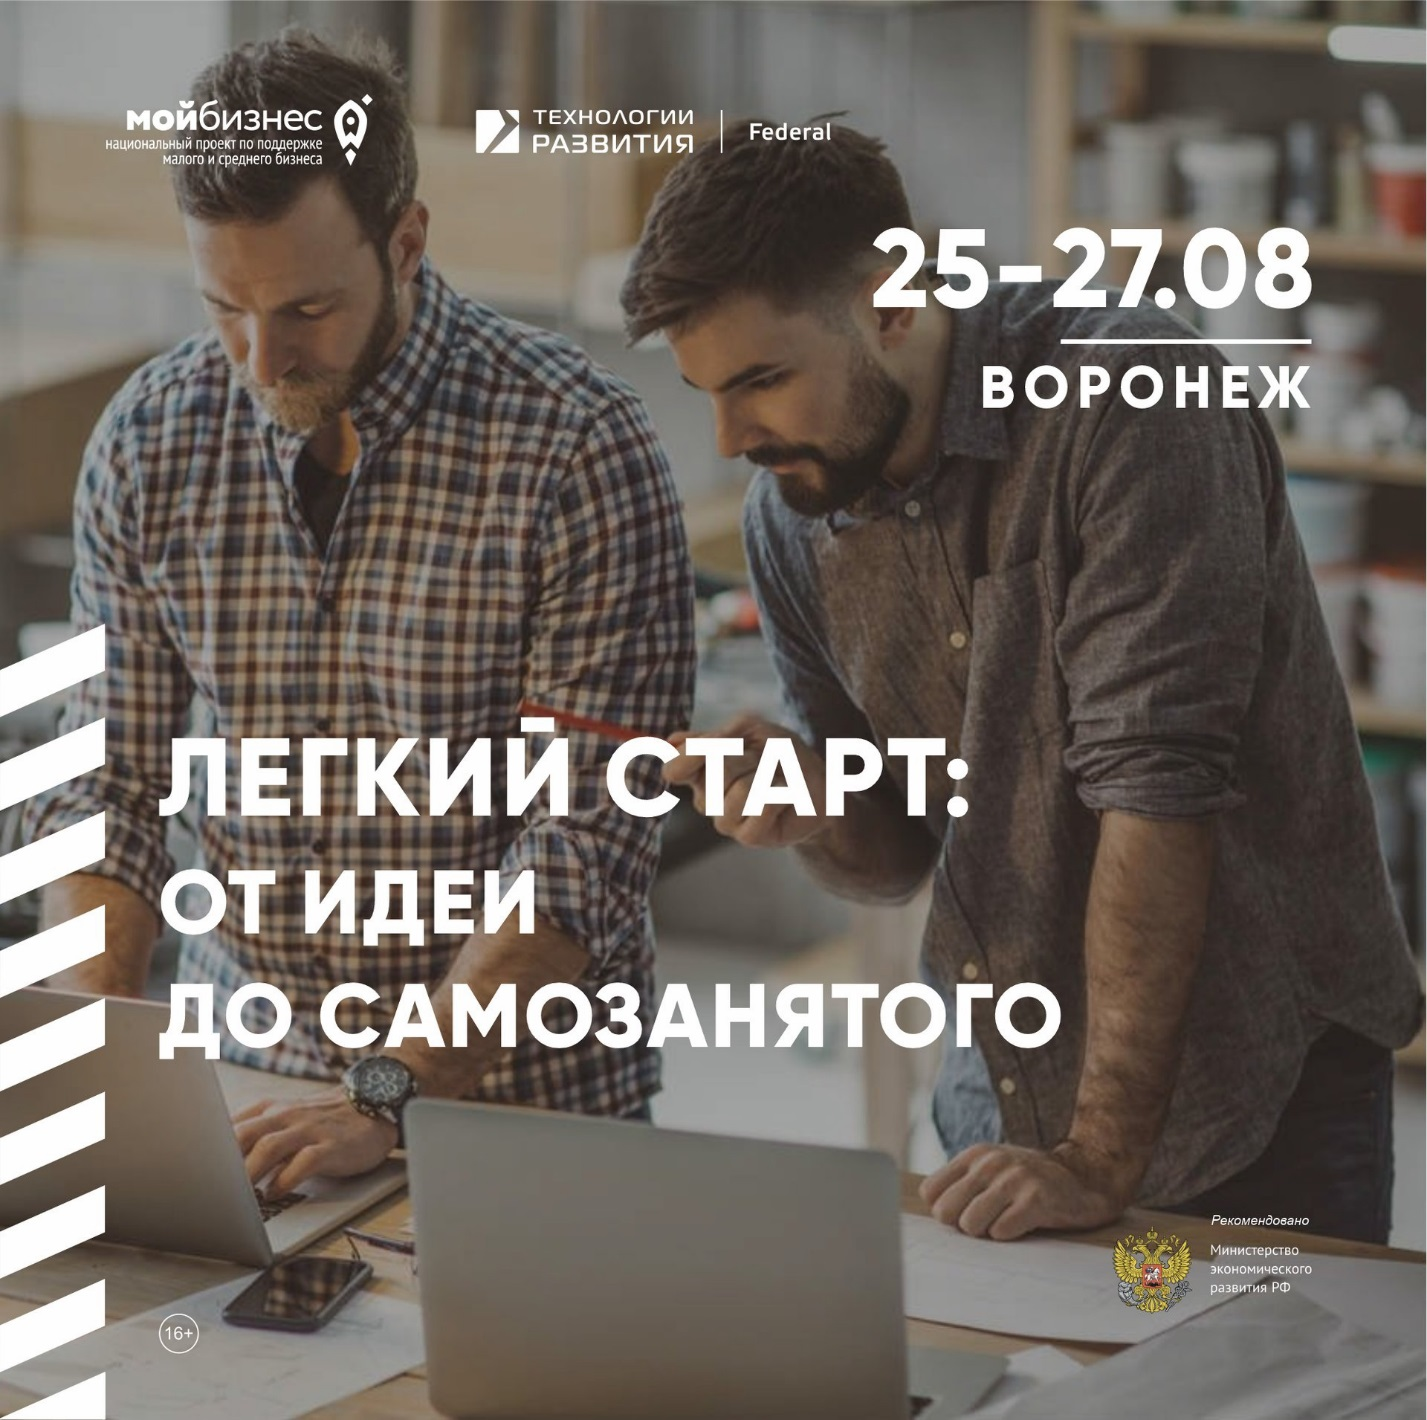 мойбизнес
национальный проект по поддержке
малого и среднего бизнеса
ТЕХНОЛОГИИ
РАЗВИТИЯ
Federal
25-27.08
ВОРОНЕЖ
ЛЕГКИЙ СТАРТ:
ОТ ИДЕИ
ДО САМОЗАНЯТОГО
Рекомендовано
Министерство
экономического
развития РФ
16+